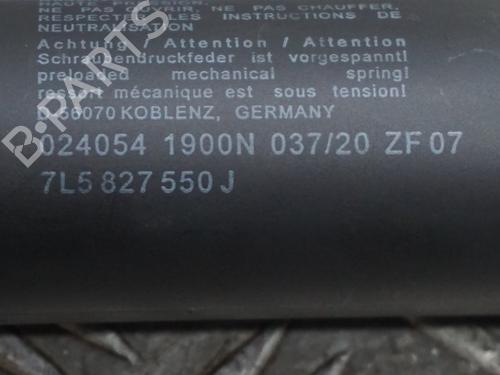 HAUTE PRESSION.
NE PAS OUVRIR, NE PAS CHAUFFER,
RESPECTER LES INSTRUCTIONS DE
NEUTRALISATION
Achtung / Attention / Attention
Schraubendruckfeder ist vorgespannt!
preloaded mechanical spring!
ressort mécanique est sous tension!
D-56070 KOBLENZ, GERMANY
024054 1900N 037/20 ZF 07
7L5 827 550 J
B-PARTS